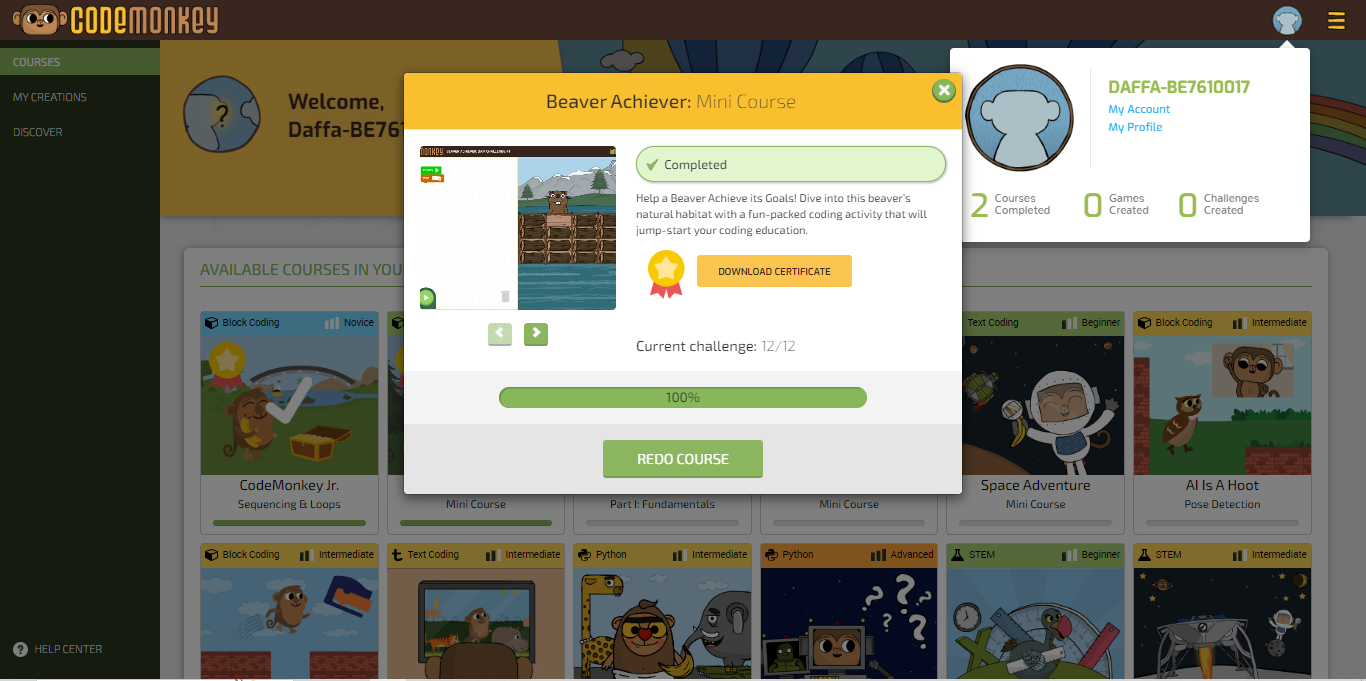 CODEMONKEY
COURSES
MY CREATIONS
DISCOVER
HELP CENTER
Welcome,
Daffa-BE76
DAFFA-BE7610017
My Account
My Profile
2 Courses
Completed
0 Games
Created
0 Challenges
Created
Beaver Achiever: Mini Course
Completed
Help a Beaver Achieve its Goals! Dive into this beaver's
natural habitat with a fun-packed coding activity that will
jump-start your coding education.
DOWNLOAD CERTIFICATE
Current challenge: 12/12
100%
REDO COURSE
AVAILABLE COURSES IN YOU
Block Coding Novice
Text Coding Beginner
Block Coding Intermediate
CodeMonkey Jr.
Sequencing & Loops
Mini Course
Part I: Fundamentals
Mini Course
Space Adventure
Mini Course
AI Is A Hoot
Pose Detection
Block Coding Intermediate
Text Coding Intermediate
Python Intermediate
Python Advanced
STEM Beginner
STEM Intermediate